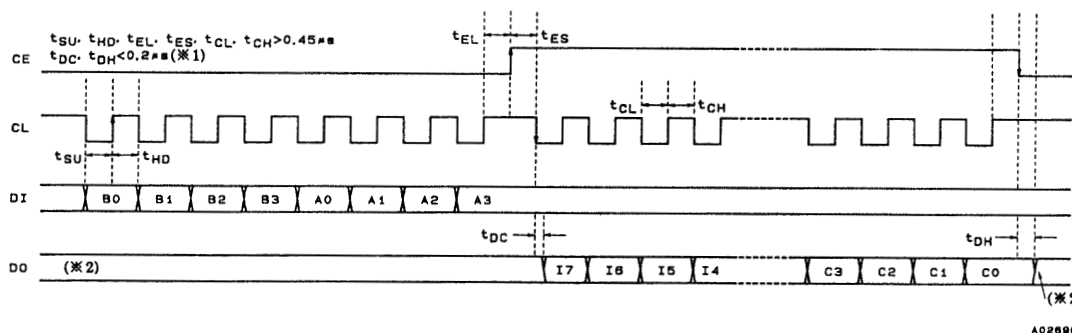 tSU, tHD, tEL, tES, tCL, tCH>0.45μs
tDC, tDH<0.2μs(※1)
tEL tES
CE
tCL tCH
CL
tSU tHD
DI B0 B1 B2 B3 A0 A1 A2 A3
tDC tDH
DO (※2) I7 I6 I5 I4 C3 C2 C1 C0